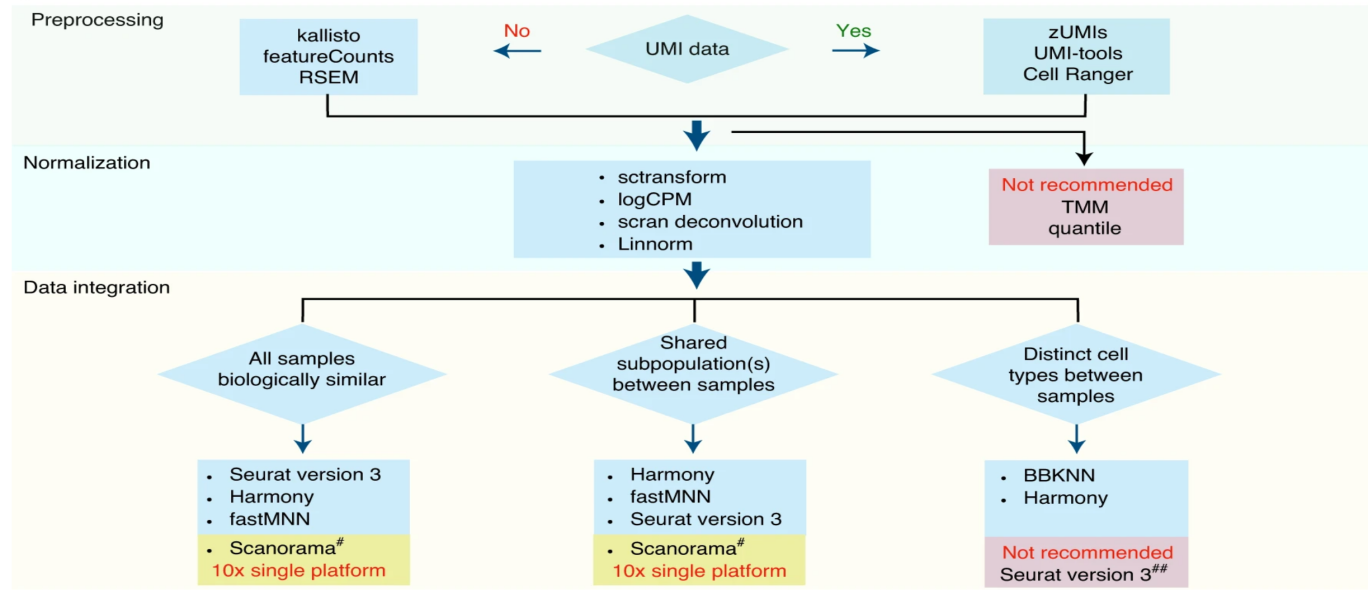 Preprocessing
kallisto
featureCounts
RSEM
No
UMI data
Yes
zUMIs
UMI-tools
Cell Ranger
Normalization
• sctransform
• logCPM
• scran deconvolution
• Linnorm
Not recommended
TMM
quantile
Data integration
All samples
biologically similar
Shared
subpopulation(s)
between samples
Distinct cell
types between
samples
• Seurat version 3
• Harmony
• fastMNN
• Scanorama#
10x single platform
• Harmony
• fastMNN
• Seurat version 3
• Scanorama#
10x single platform
• BBKNN
• Harmony
Not recommended
Seurat version 3##